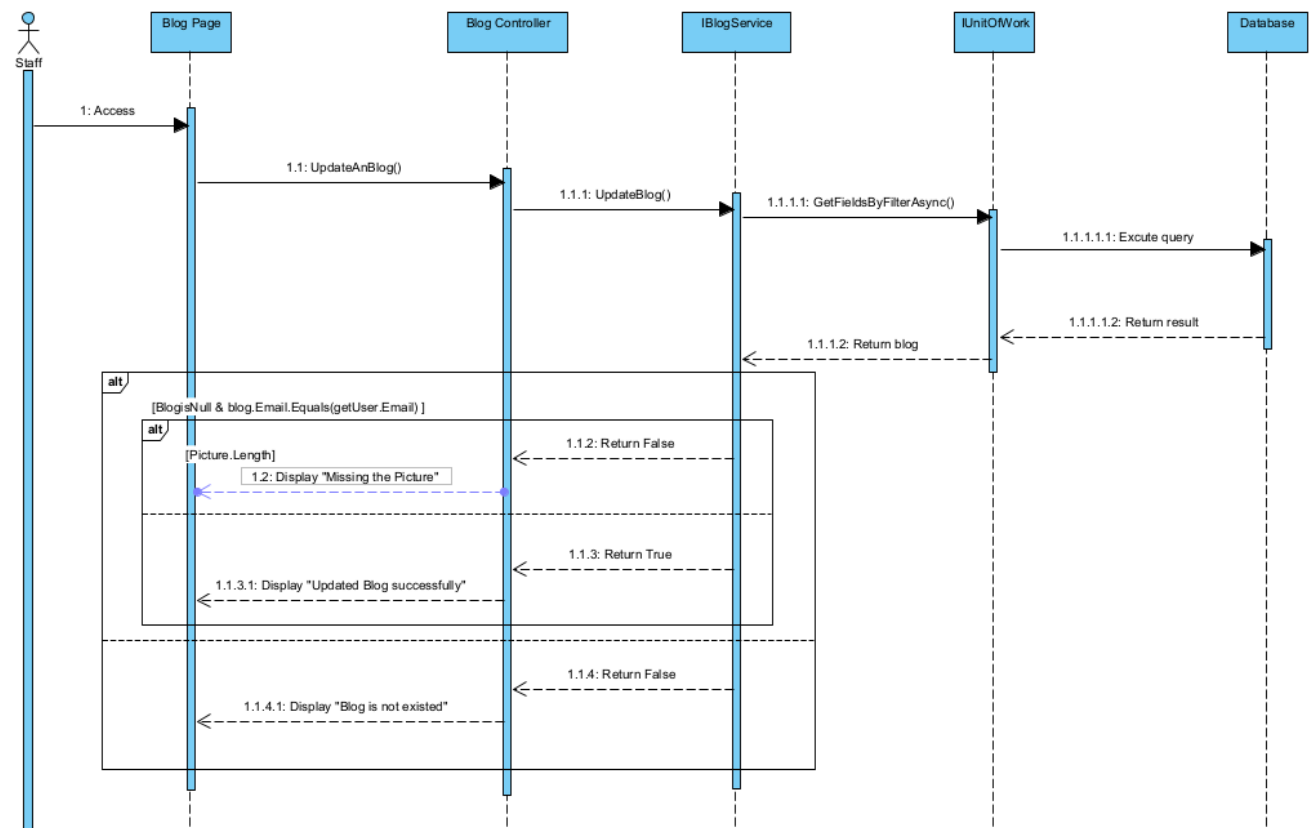 Blog Page
Blog Controller
IBlogService
IUnitOfWork
Database
Staff
1: Access
1.1: UpdateAnBlog()
1.1.1: UpdateBlog()
1.1.1.1: GetFieldsByFilterAsync()
1.1.1.1.1: Excute query
1.1.1.1.2: Return result
1.1.1.2: Return blog
alt
[BlogisNull & blog.Email.Equals(getUser.Email) ]
alt
1.1.2: Return False
[Picture.Length]
1.2: Display "Missing the Picture"
1.1.3: Return True
1.1.3.1: Display "Updated Blog successfully"
1.1.4: Return False
1.1.4.1: Display "Blog is not existed"